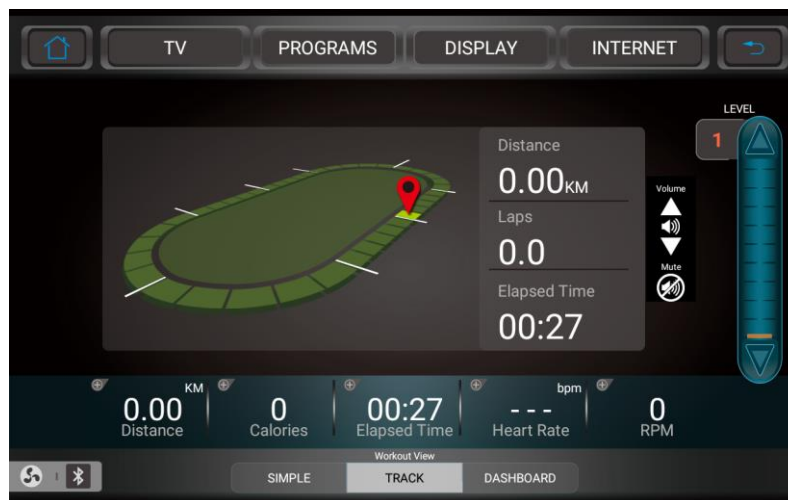 TV
PROGRAMS
DISPLAY
INTERNET
LEVEL
1
Distance
0.00KM
Laps
0.0
Elapsed Time
00:27
Volume
Mute
KM
0.00
Distance
0
Calories
00:27
Elapsed Time
bpm
- - -
Heart Rate
0
RPM
Workout View
SIMPLE
TRACK
DASHBOARD